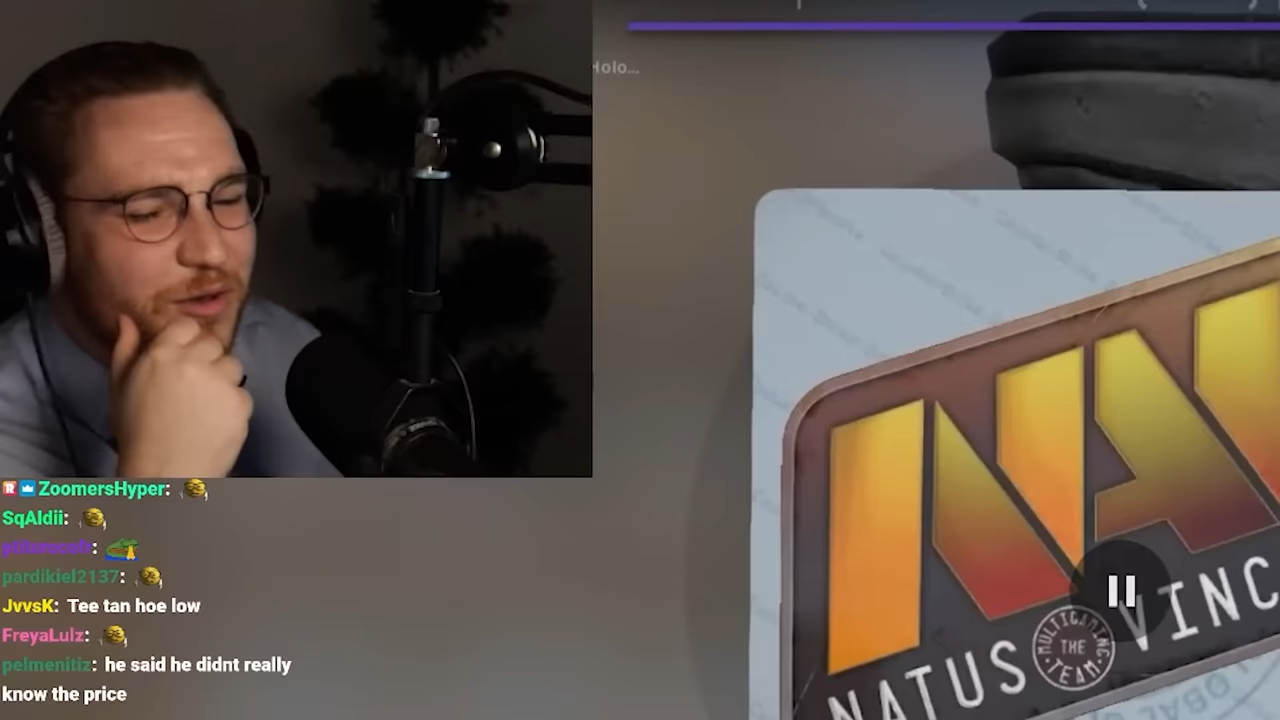 Holo...
ZoomersHyper:
SqAldii:
pardikiel2137:
JvvsK: Tee tan hoe low
FreyaLulz:
pelmenitiz: he said he didnt really
know the price
NATUS VINC
MULTIGAMING
THE
TEAM
GLOBAL